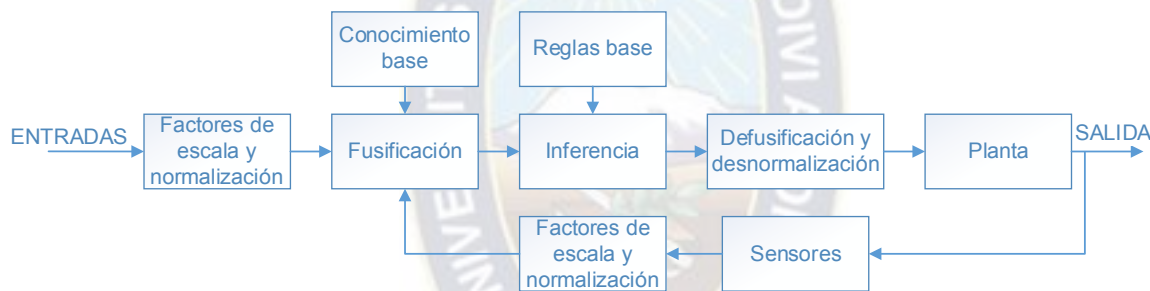 Conocimiento
base
Reglas base
ENTRADAS
Factores de
escala y
normalización
Fusificación
Inferencia
Defusificación y
desnormalización
Planta
SALIDA
Factores de
escala y
normalización
Sensores